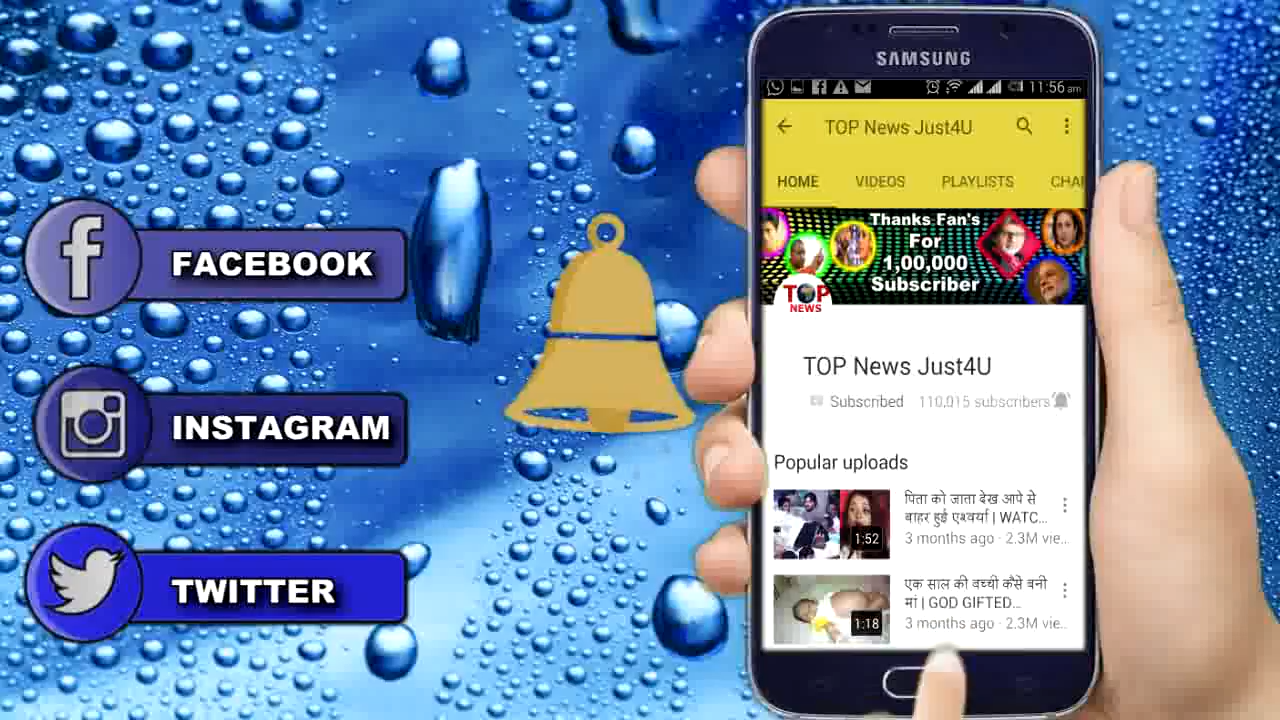 FACEBOOK
INSTAGRAM
TWITTER
SAMSUNG
11:56 am
TOP News Just4U
HOME VIDEOS PLAYLISTS CHA
Thanks Fan's
For
1,00,000
Subscriber
TOP
NEWS
TOP News Just4U
Subscribed 110,015 subscribers
Popular uploads
पिता को जाता देख आपे से
बाहर हुई एश्वर्या | WATC...
3 months ago · 2.3M vie..
1:52
एक साल की बच्ची कैसे बनी
मां | GOD GIFTED...
3 months ago · 2.3M vie..
1:18